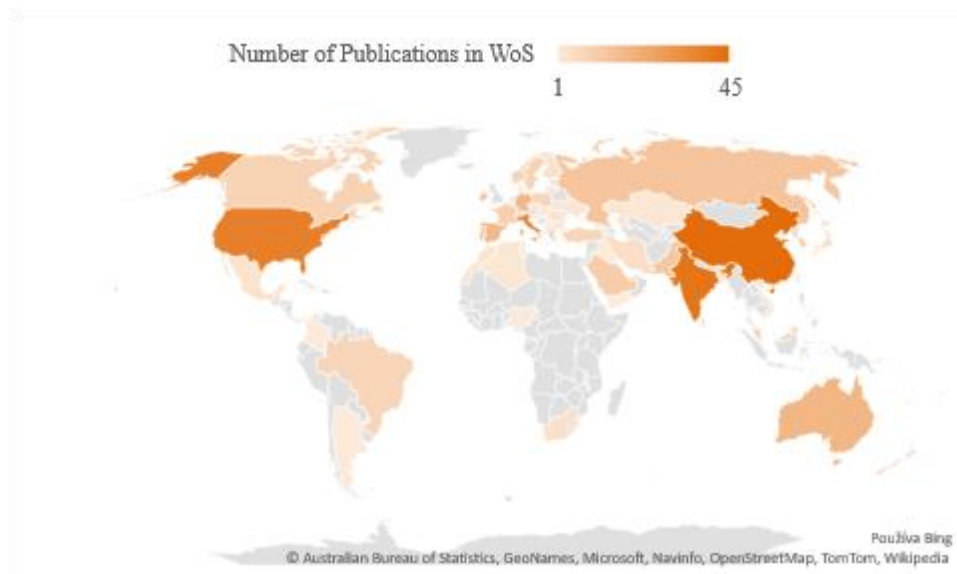 Number of Publications in WoS
1 45
Používa Bing
© Australian Bureau of Statistics, GeoNames, Microsoft, Navinfo, OpenStreetMap, TomTom, Wikipedia